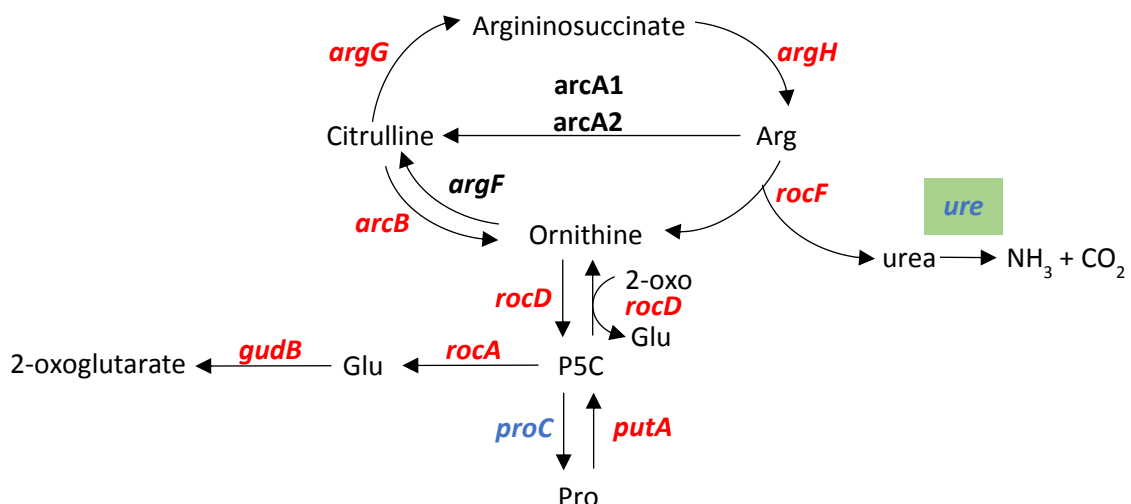 Argininosuccinate
argG
argH
arcA1
arcA2
Citrulline
Arg
argF
rocF
ure
arcB
Ornithine
urea
NH3 + CO2
2-oxo
rocD
rocD
Glu
2-oxoglutarate
gudB
Glu
rocA
P5C
proC
putA
Pro